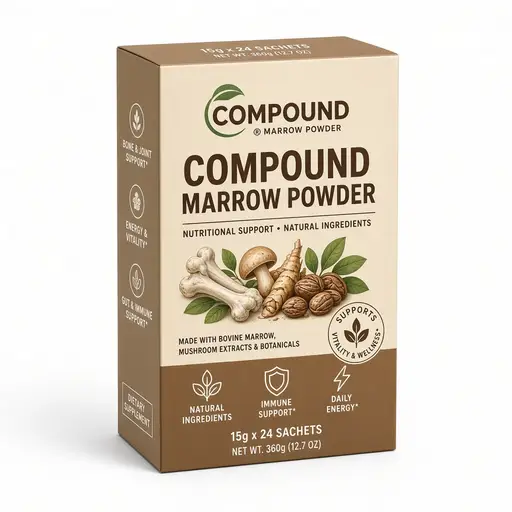 15g x 24 SACHETS
NET WT. 360g (12.7 OZ)
COMPOUND
® MARROW POWDER
COMPOUND
MARROW POWDER
NUTRITIONAL SUPPORT • NATURAL INGREDIENTS
MADE WITH BOVINE MARROW,
MUSHROOM EXTRACTS & BOTANICALS
SUPPORTS
VITALITY & WELLNESS*
NATURAL
INGREDIENTS
IMMUNE
SUPPORT*
DAILY
ENERGY*
15g x 24 SACHETS
NET WT. 360g (12.7 OZ)
BONE & JOINT
SUPPORT*
ENERGY &
VITALITY*
GUT & IMMUNE
SUPPORT*
DIETARY
SUPPLEMENT